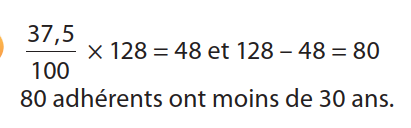 37,5/100 × 128 = 48 et 128 – 48 = 80
80 adhérents ont moins de 30 ans.